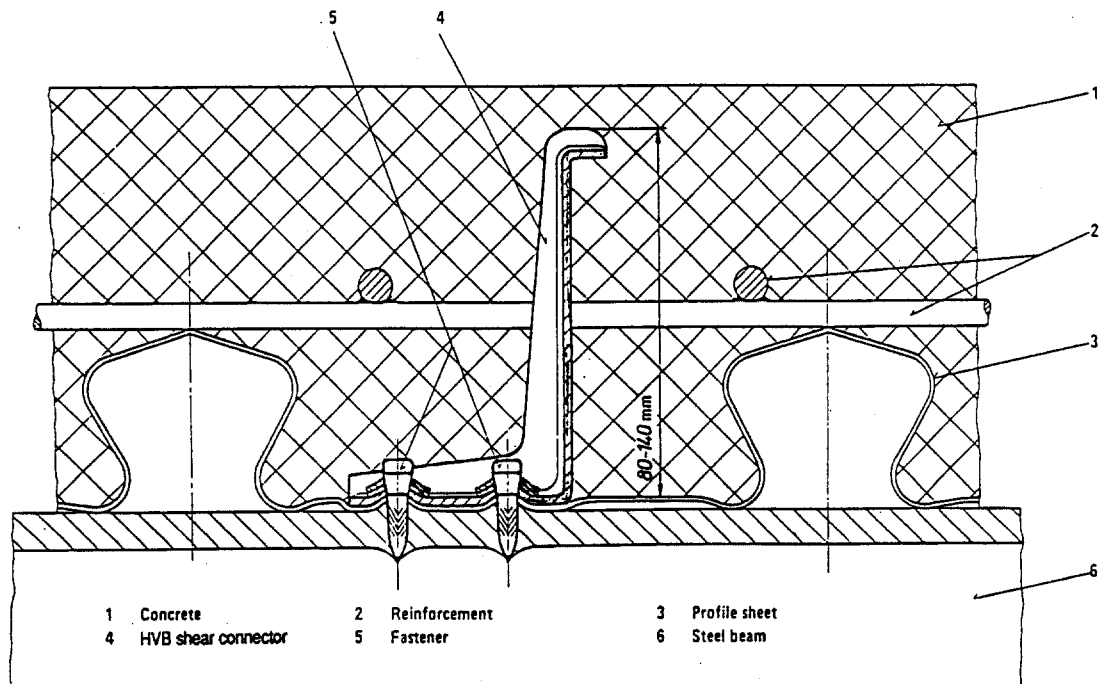 5
4
1
2
3
80-140 mm
6
1 Concrete 2 Reinforcement 3 Profile sheet
4 HVB shear connector 5 Fastener 6 Steel beam